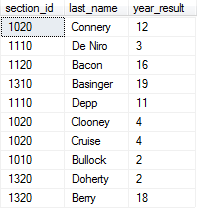 section_id last_name year_result
1020 Connery 12
1110 De Niro 3
1120 Bacon 16
1310 Basinger 19
1110 Depp 11
1020 Clooney 4
1020 Cruise 4
1010 Bullock 2
1320 Doherty 2
1320 Berry 18